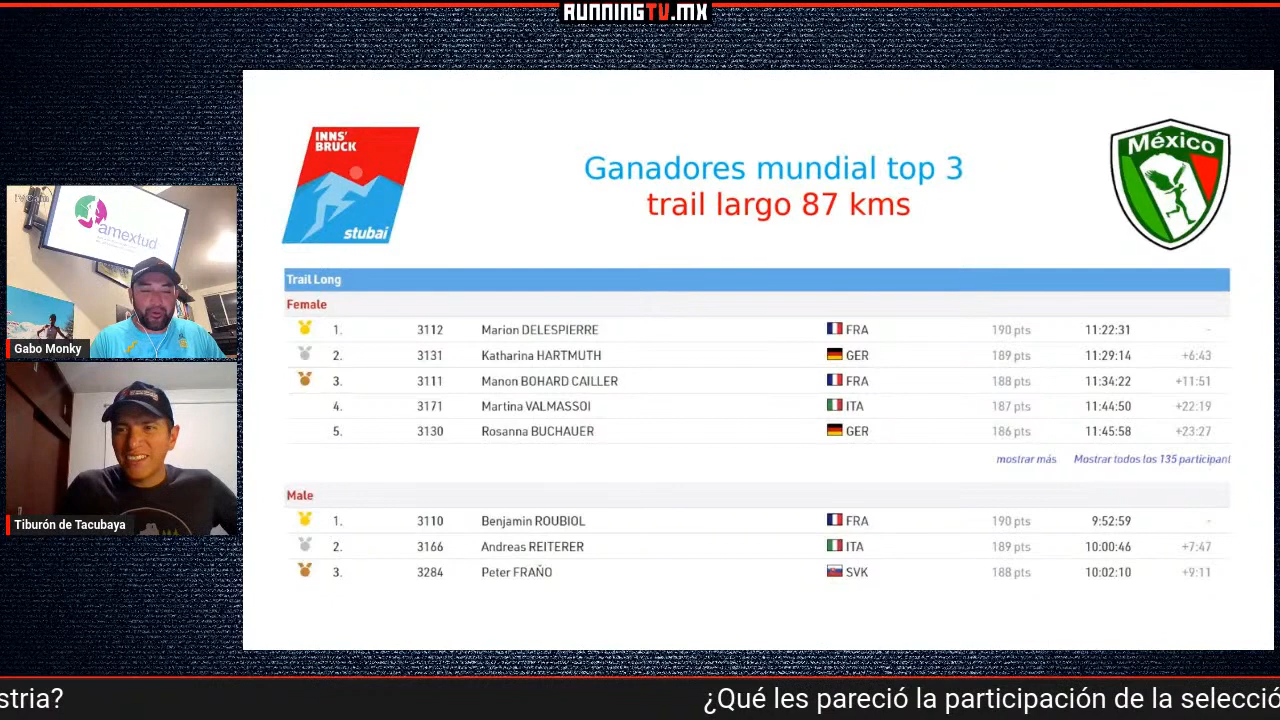 RUNNINGTV.MX
INNS'
BRUCK
stubai
Ganadores mundial top 3
trail largo 87 kms
México
amextud
Gabo Monky
Tiburón de Tacubaya
Trail Long
Female
1. 3112 Marion DELESPIERRE FRA 190 pts 11:22:31 -
2. 3131 Katharina HARTMUTH GER 189 pts 11:29:14 +6:43
3. 3111 Manon BOHARD CAILLER FRA 188 pts 11:34:22 +11:51
4. 3171 Martina VALMASSOI ITA 187 pts 11:44:50 +22:19
5. 3130 Rosanna BUCHAUER GER 186 pts 11:45:58 +23:27
mostrar más Mostrar todos los 135 participant
Male
1. 3110 Benjamin ROUBIOL FRA 190 pts 9:52:59 -
2. 3166 Andreas REITERER ITA 189 pts 10:00:46 +7:47
3. 3284 Peter FRAŇO SVK 188 pts 10:02:10 +9:11
stria? ¿Qué les pareció la participación de la selecció